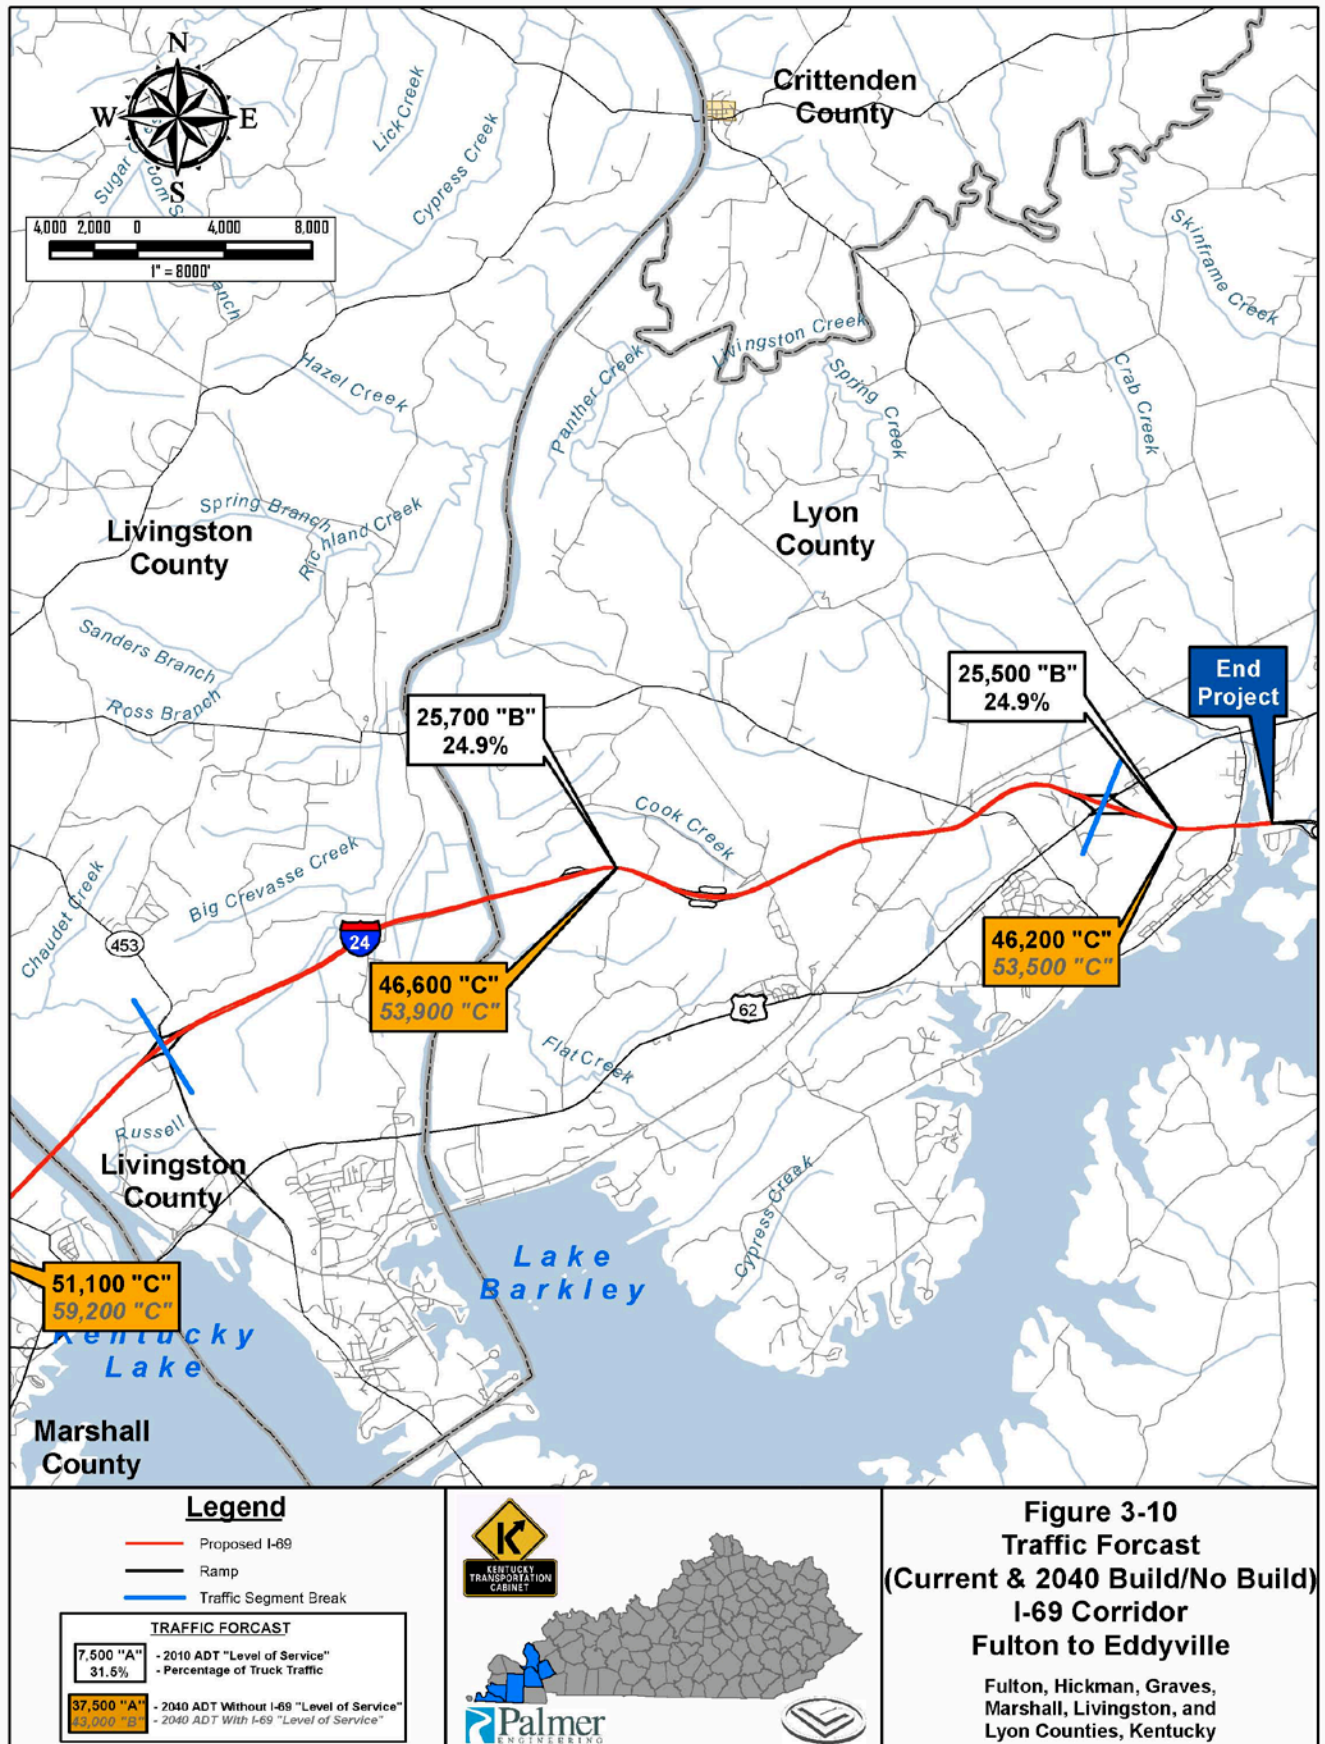 N
W
E
S
Crittenden
County
Lick Creek
Cypress Creek
Sugar
4,000 2,000 0 4,000 8,000
1" = 8000'
Skinframe Creek
Hazel Creek
Panther Creek
Livingston Creek
Spring Creek
Crab Creek
Spring Branch
Richland Creek
Livingston
County
Lyon
County
Sanders Branch
Ross Branch
25,700 "B"
24.9%
25,500 "B"
24.9%
End
Project
Cook Creek
Big Crevasse Creek
Chaudet Creek
453
24
46,600 "C"
53,900 "C"
46,200 "C"
53,500 "C"
62
Flat Creek
Russell
Livingston
County
Cypress Creek
Lake
Barkley
51,100 "C"
59,200 "C"
Kentucky
Lake
Marshall
County
Legend
Proposed I-69
Ramp
Traffic Segment Break
TRAFFIC FORCAST
7,500 "A" - 2010 ADT "Level of Service"
31.5% - Percentage of Truck Traffic
37,500 "A" - 2040 ADT Without I-69 "Level of Service"
43,000 "B" - 2040 ADT With I-69 "Level of Service"
K
KENTUCKY
TRANSPORTATION
CABINET
Palmer
ENGINEERING
Figure 3-10
Traffic Forcast
(Current & 2040 Build/No Build)
I-69 Corridor
Fulton to Eddyville
Fulton, Hickman, Graves,
Marshall, Livingston, and
Lyon Counties, Kentucky